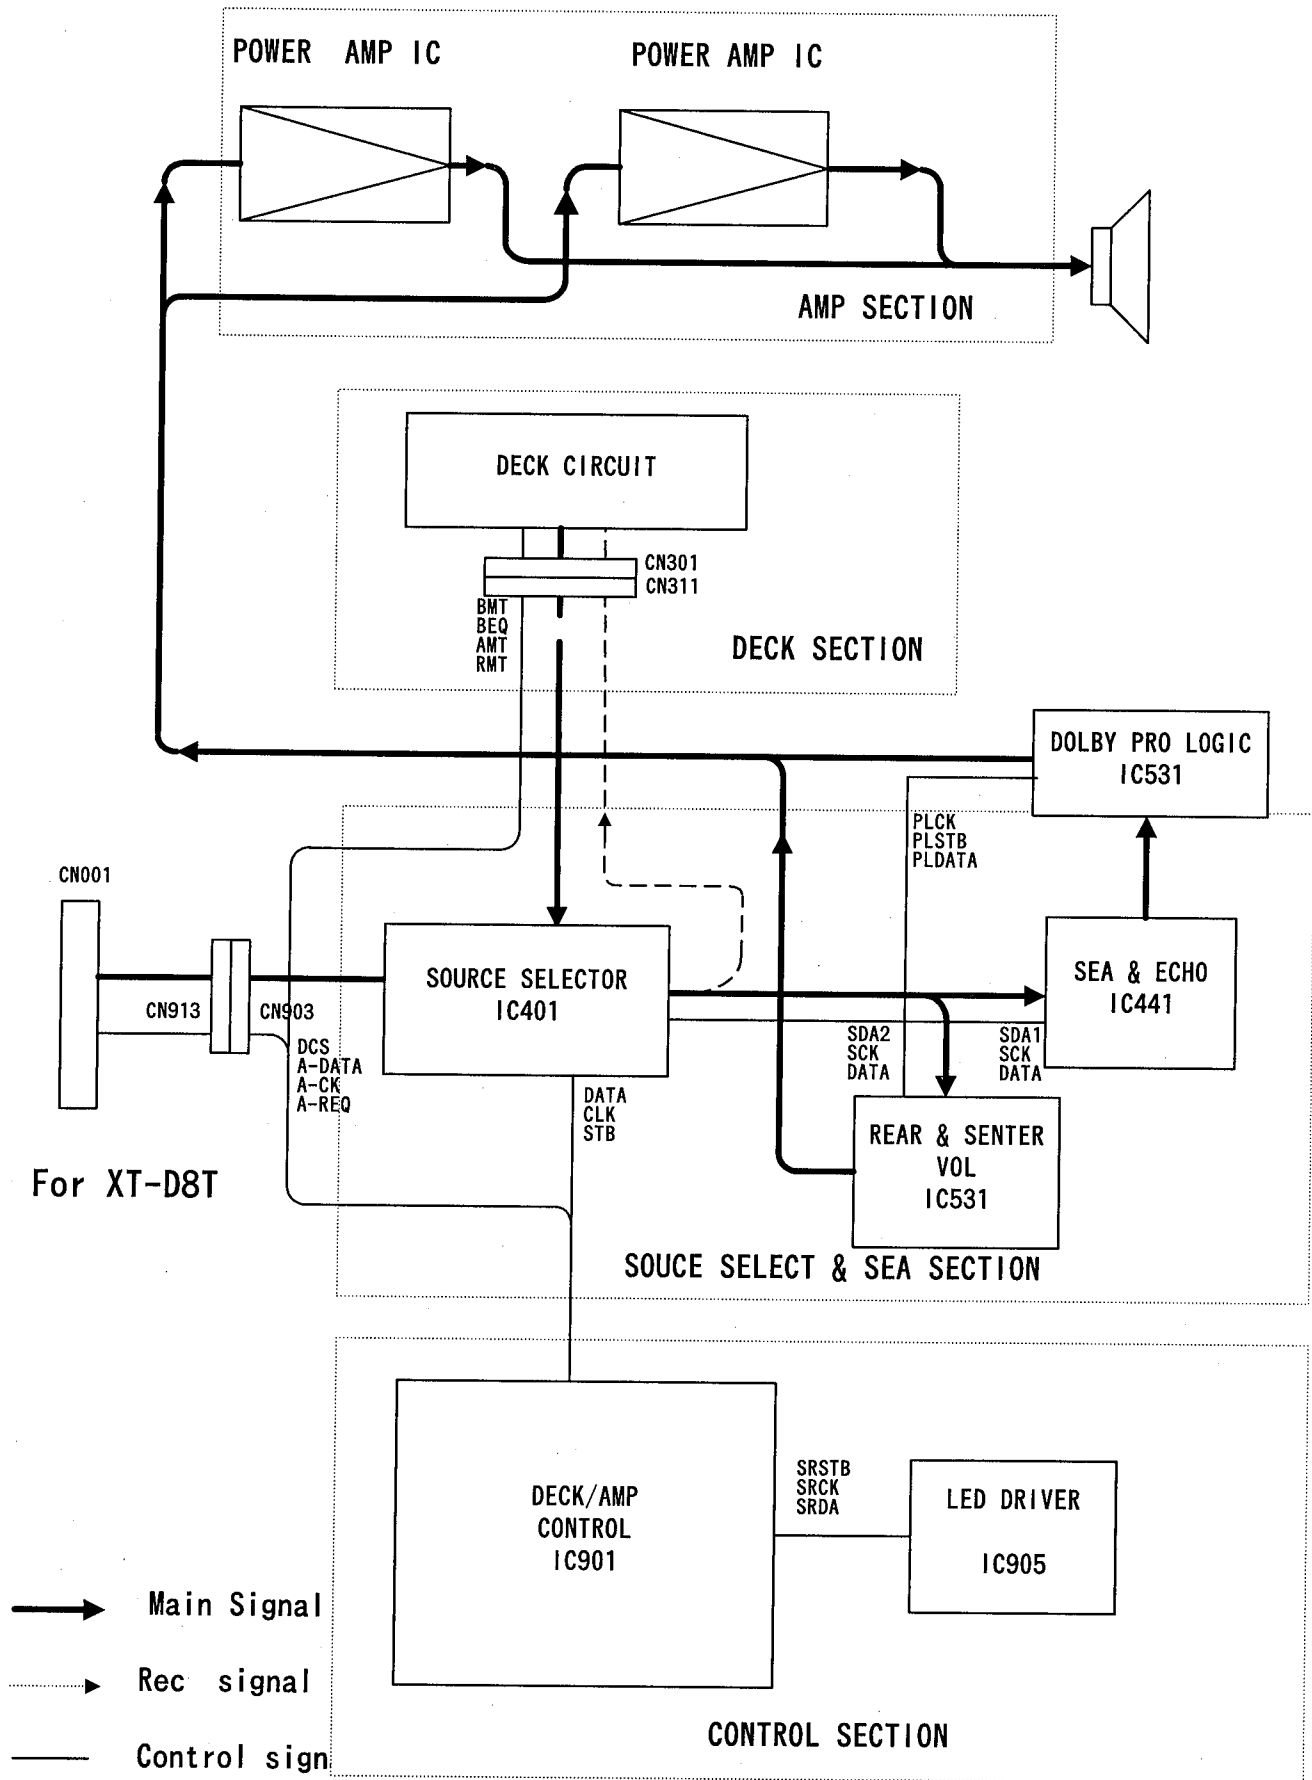 POWER AMP IC
POWER AMP IC
AMP SECTION
DECK CIRCUIT
CN301
CN311
BMT
BEQ
AMT
RMT
DECK SECTION
DOLBY PRO LOGIC
IC531
PLCK
PLSTB
PLDATA
CN001
SOURCE SELECTOR
IC401
SEA & ECHO
IC441
CN913
CN903
DCS
A-DATA
A-CK
A-REQ
SDA2
SCK
DATA
SDA1
SCK
DATA
DATA
CLK
STB
REAR & SENTER
VOL
IC531
For XT-D8T
SOUCE SELECT & SEA SECTION
DECK/AMP
CONTROL
IC901
SRSTB
SRCK
SRDA
LED DRIVER
IC905
Main Signal
Rec signal
Control sign
CONTROL SECTION